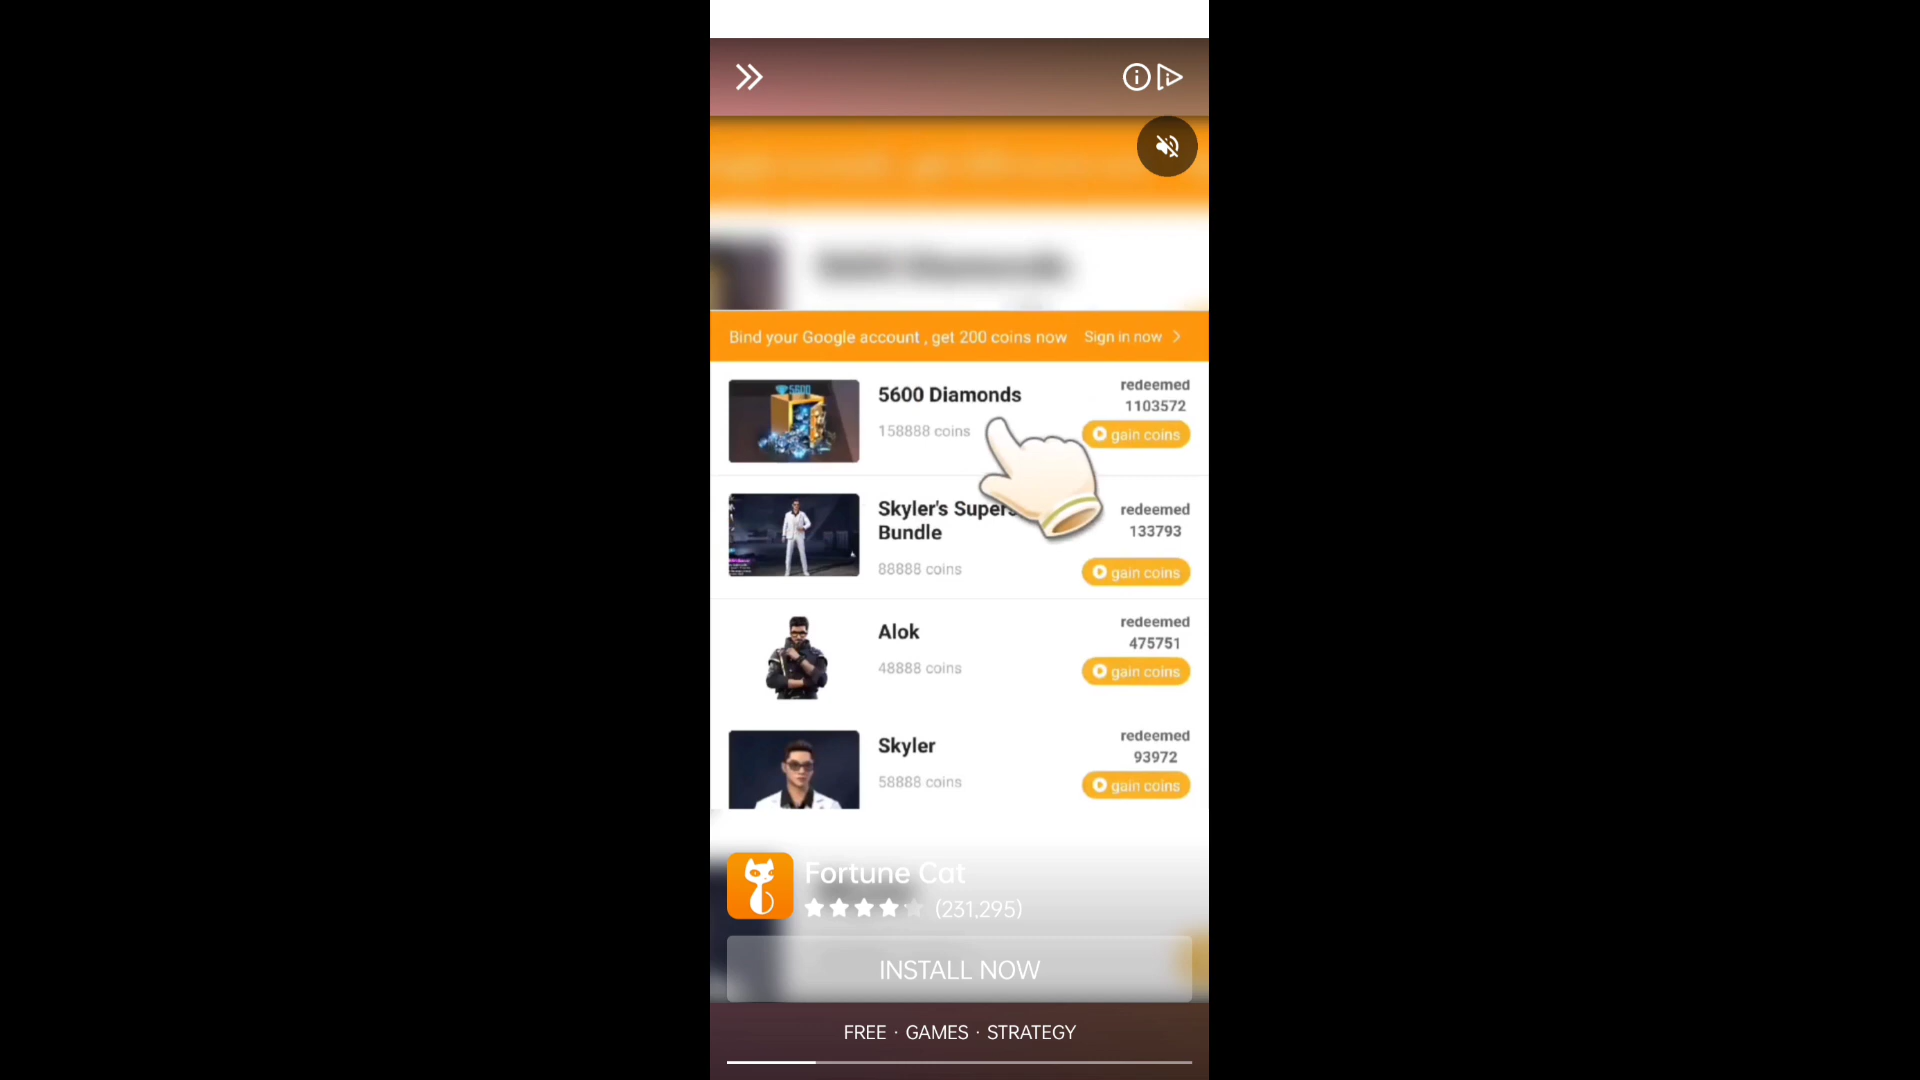 Bind your Google account , get 200 coins now Sign in now
5600 Diamonds
redeemed
1103572
158888 coins
gain coins
Skyler's Supers
Bundle
redeemed
133793
88888 coins
gain coins
Alok
redeemed
475751
48888 coins
gain coins
Skyler
redeemed
93972
58888 coins
gain coins
Fortune Cat
(231,295)
INSTALL NOW
FREE · GAMES · STRATEGY